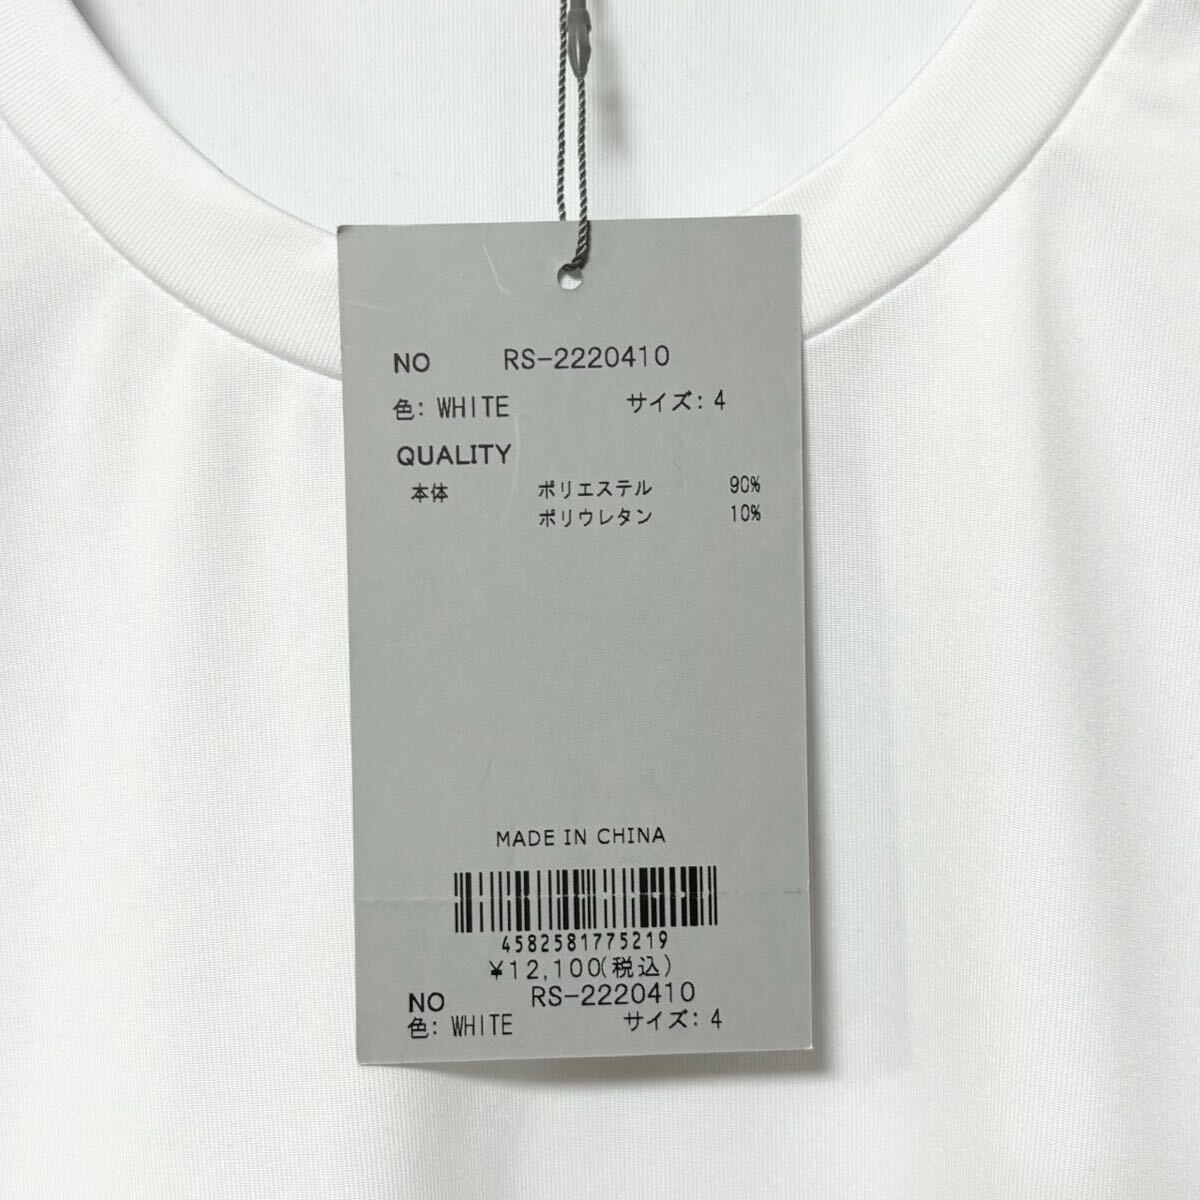 NO RS-2220410
色: WHITE サイズ: 4
QUALITY
本体 ポリエステル 90%
ポリウレタン 10%
MADE IN CHINA
4582581775219
¥12,100(税込)
NO RS-2220410
色: WHITE サイズ: 4